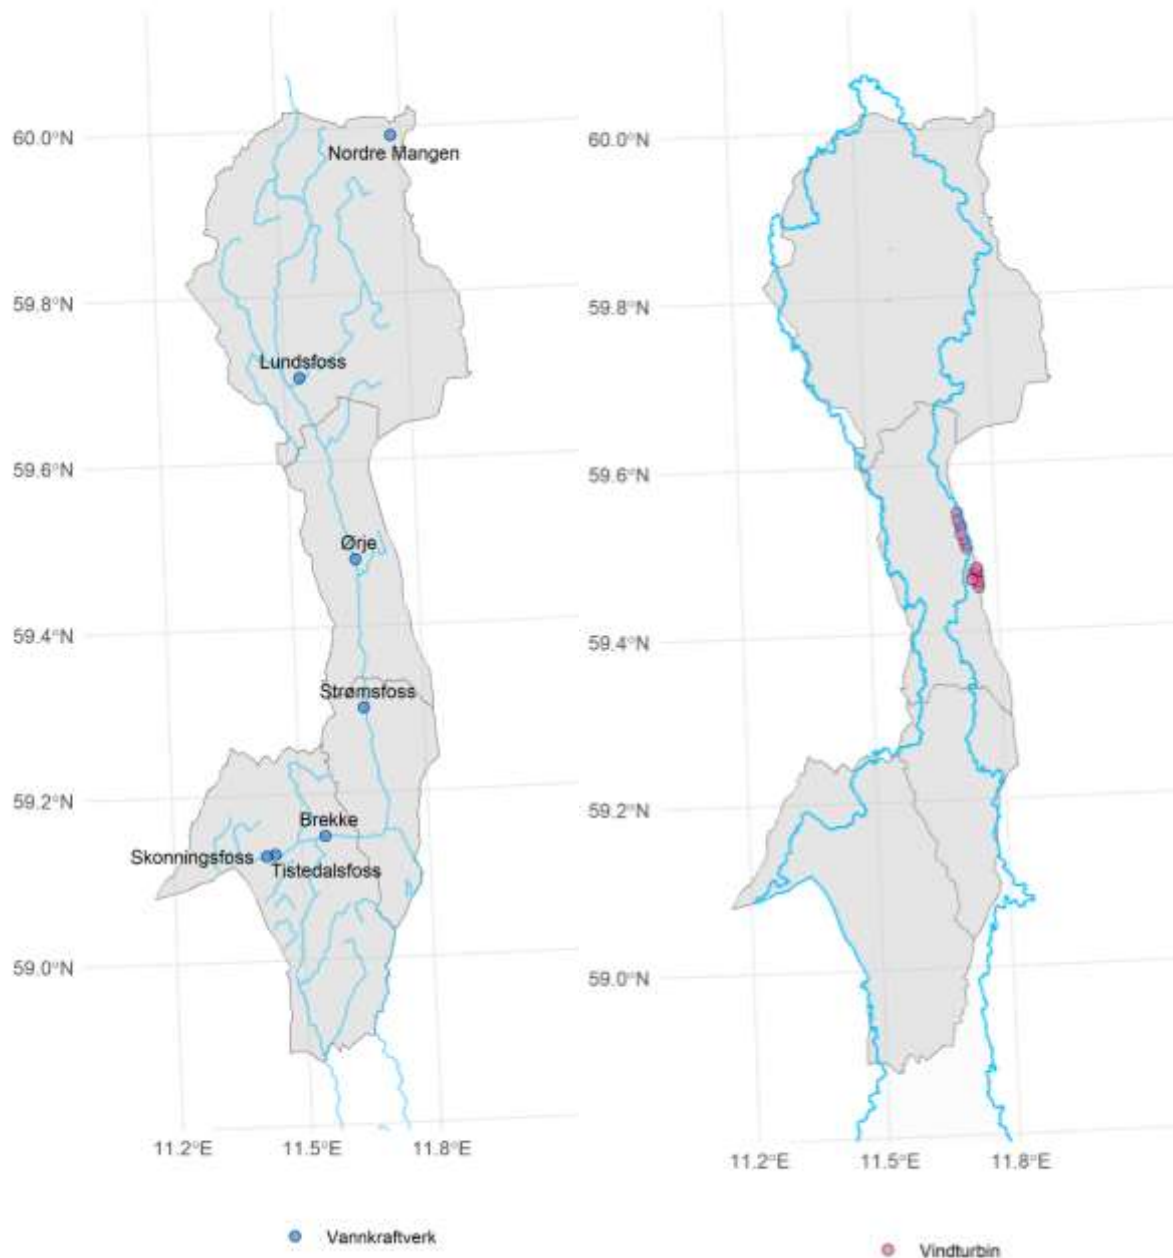 60.0°N
Nordre Mangen
59.8°N
Lundsfoss
59.6°N
Ørje
59.4°N
Strømsfoss
59.2°N
Brekke
Skonningsfoss
Tistedalsfoss
59.0°N
11.2°E 11.5°E 11.8°E
Vannkraftverk
60.0°N
59.8°N
59.6°N
59.4°N
59.2°N
59.0°N
11.2°E 11.5°E 11.8°E
Vindturbin